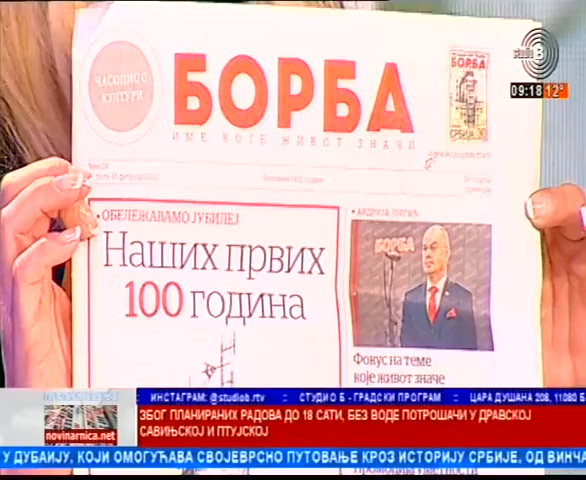 ЧАСОПИС О
КУЛТУРИ
БОРБА
ИМЕ КОЈЕ ЖИВОТ ЗНАЧИ
БОРБА
СРБИЈА
studio B
09:18 12°
• ОБЕЛЕЖАВАМО ЈУБИЛЕЈ
Наших првих
100 година
БОРБА
Фокус на теме
које живот значе
novinarnica.net
:: ИНСТАГРАМ: @studiob.rtv :: СТУДИО Б - ГРАДСКИ ПРОГРАМ :: ЦАРА ДУШАНА 208, 11080 Б
ЗБОГ ПЛАНИРАНИХ РАДОВА ДО 18 САТИ, БЕЗ ВОДЕ ПОТРОШАЧИ У ДРАВСКОЈ
САВИЊСКОЈ И ПТУЈСКОЈ
У ДУБАИЈУ, КОЈИ ОМОГУЋАВА СВОЈЕВРСНО ПУТОВАЊЕ КРОЗ ИСТОРИЈУ СРБИЈЕ, ОД ВИНЧА